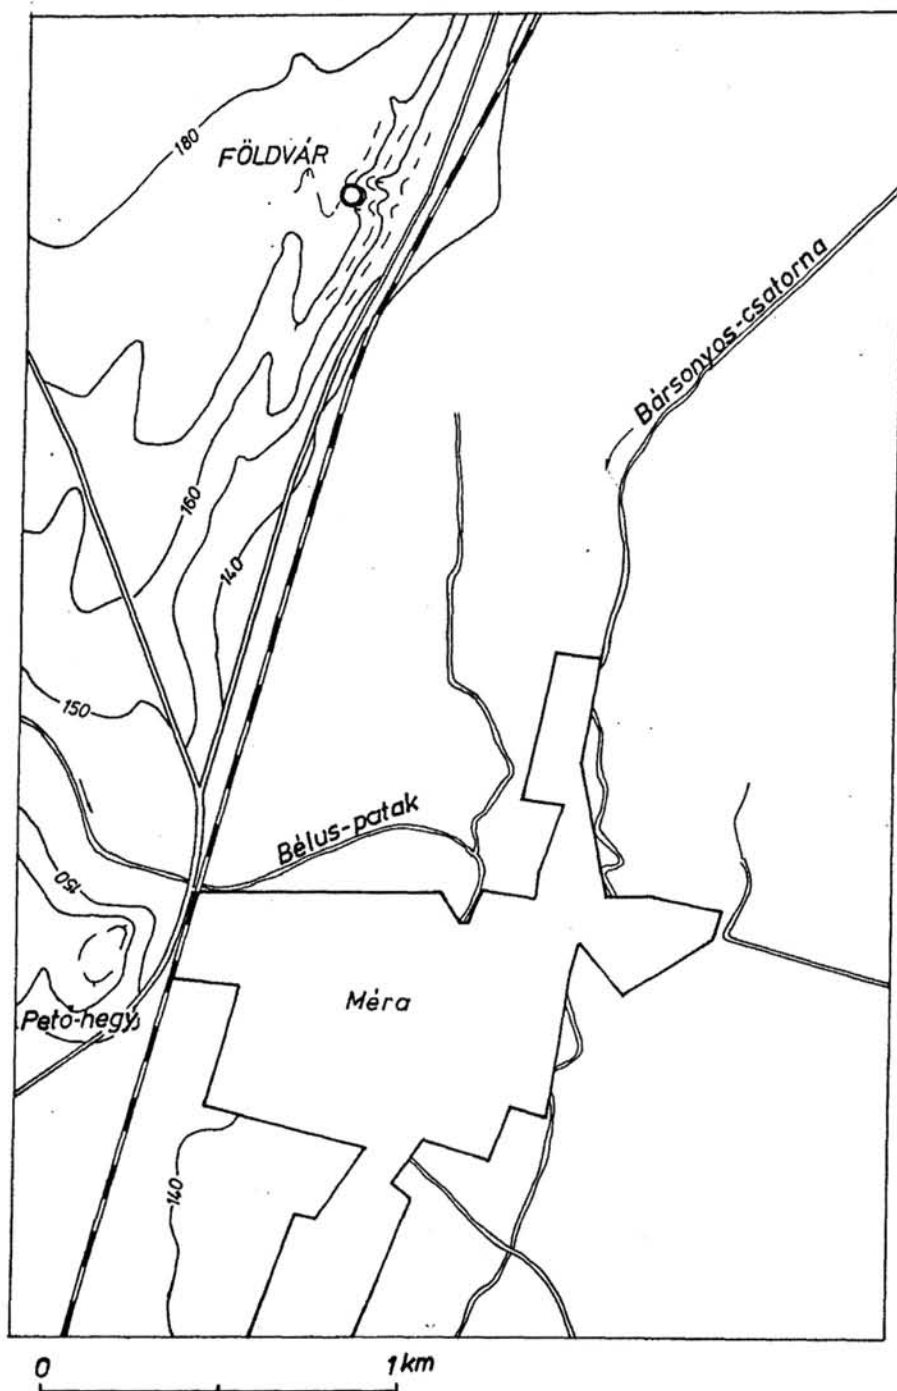 180
FÖLDVÁR
Bársonyos-csatorna
160
140
150
Bélus-patak
150
Méra
Pető-hegy
140
0 1 km